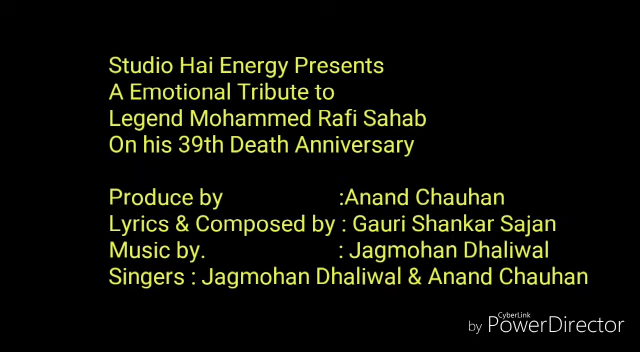 Studio Hai Energy Presents
A Emotional Tribute to
Legend Mohammed Rafi Sahab
On his 39th Death Anniversary
Produce by :Anand Chauhan
Lyrics & Composed by : Gauri Shankar Sajan
Music by. : Jagmohan Dhaliwal
Singers : Jagmohan Dhaliwal & Anand Chauhan
CyberLink
by PowerDirector